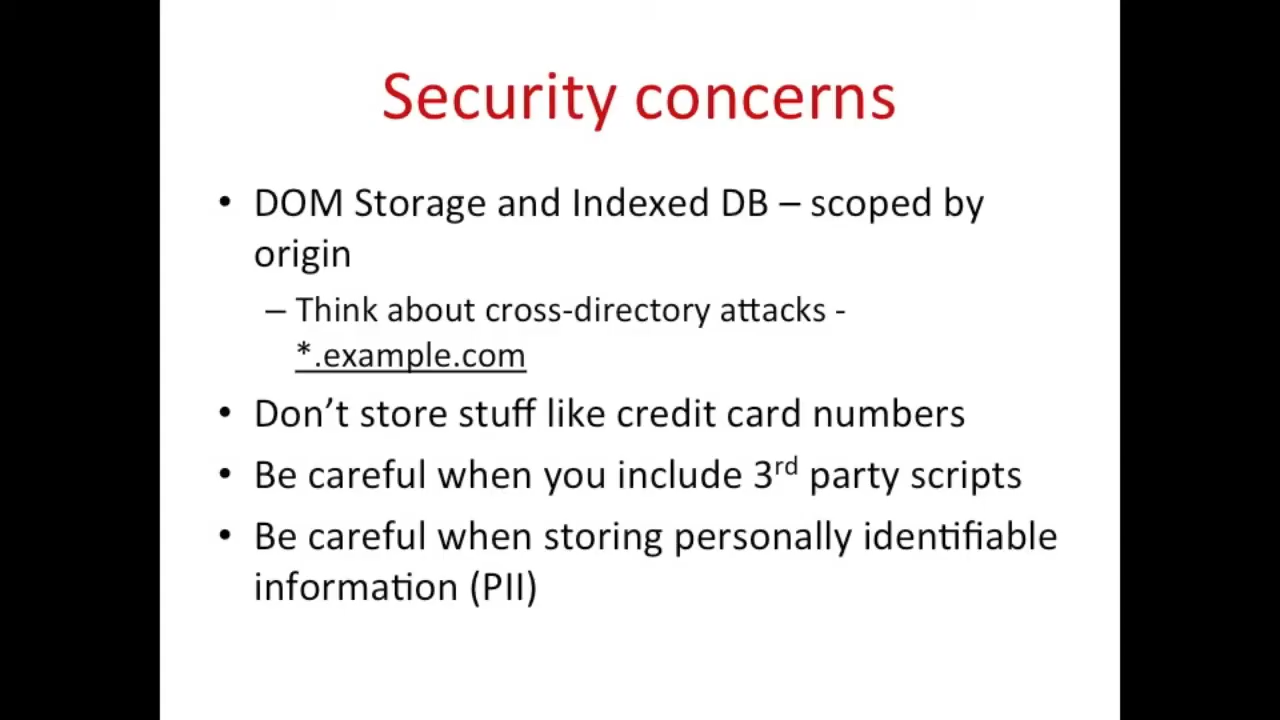 Security concerns
• DOM Storage and Indexed DB – scoped by
origin
– Think about cross-directory attacks -
*.example.com
• Don’t store stuff like credit card numbers
• Be careful when you include 3rd party scripts
• Be careful when storing personally identifiable
information (PII)